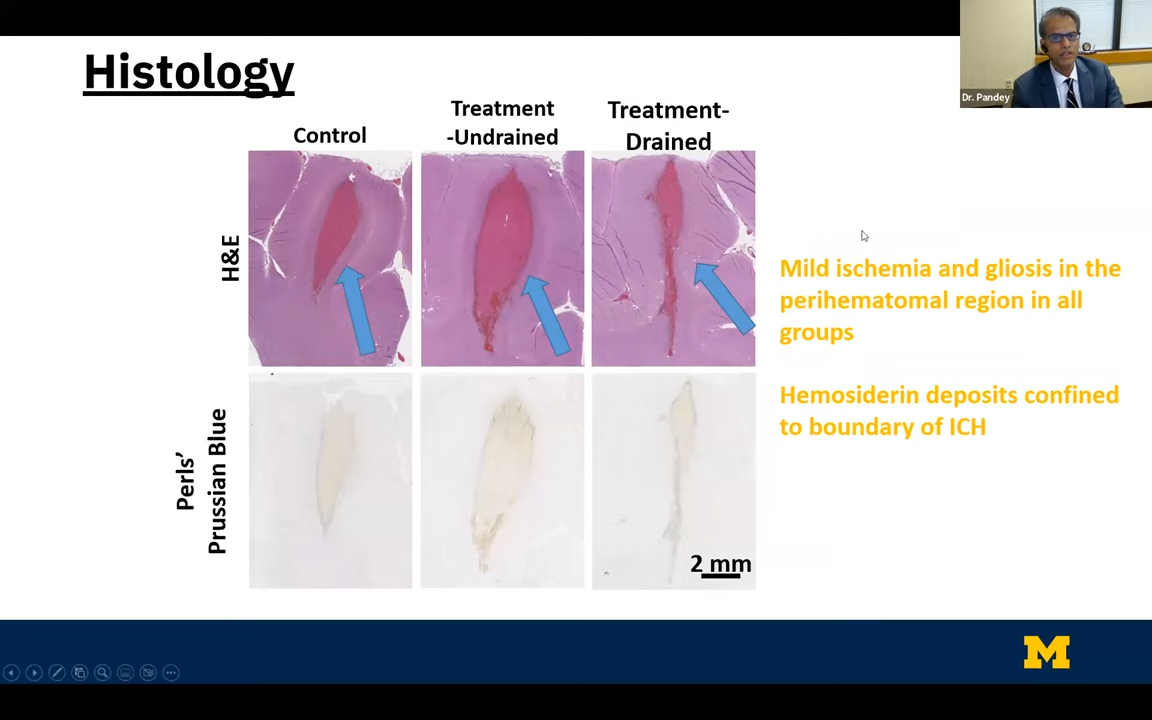 Histology
Dr. Pandey
Control
Treatment
-Undrained
Treatment-
Drained
H&E
Perls’
Prussian Blue
Mild ischemia and gliosis in the
perihematomal region in all
groups
Hemosiderin deposits confined
to boundary of ICH
2 mm
M